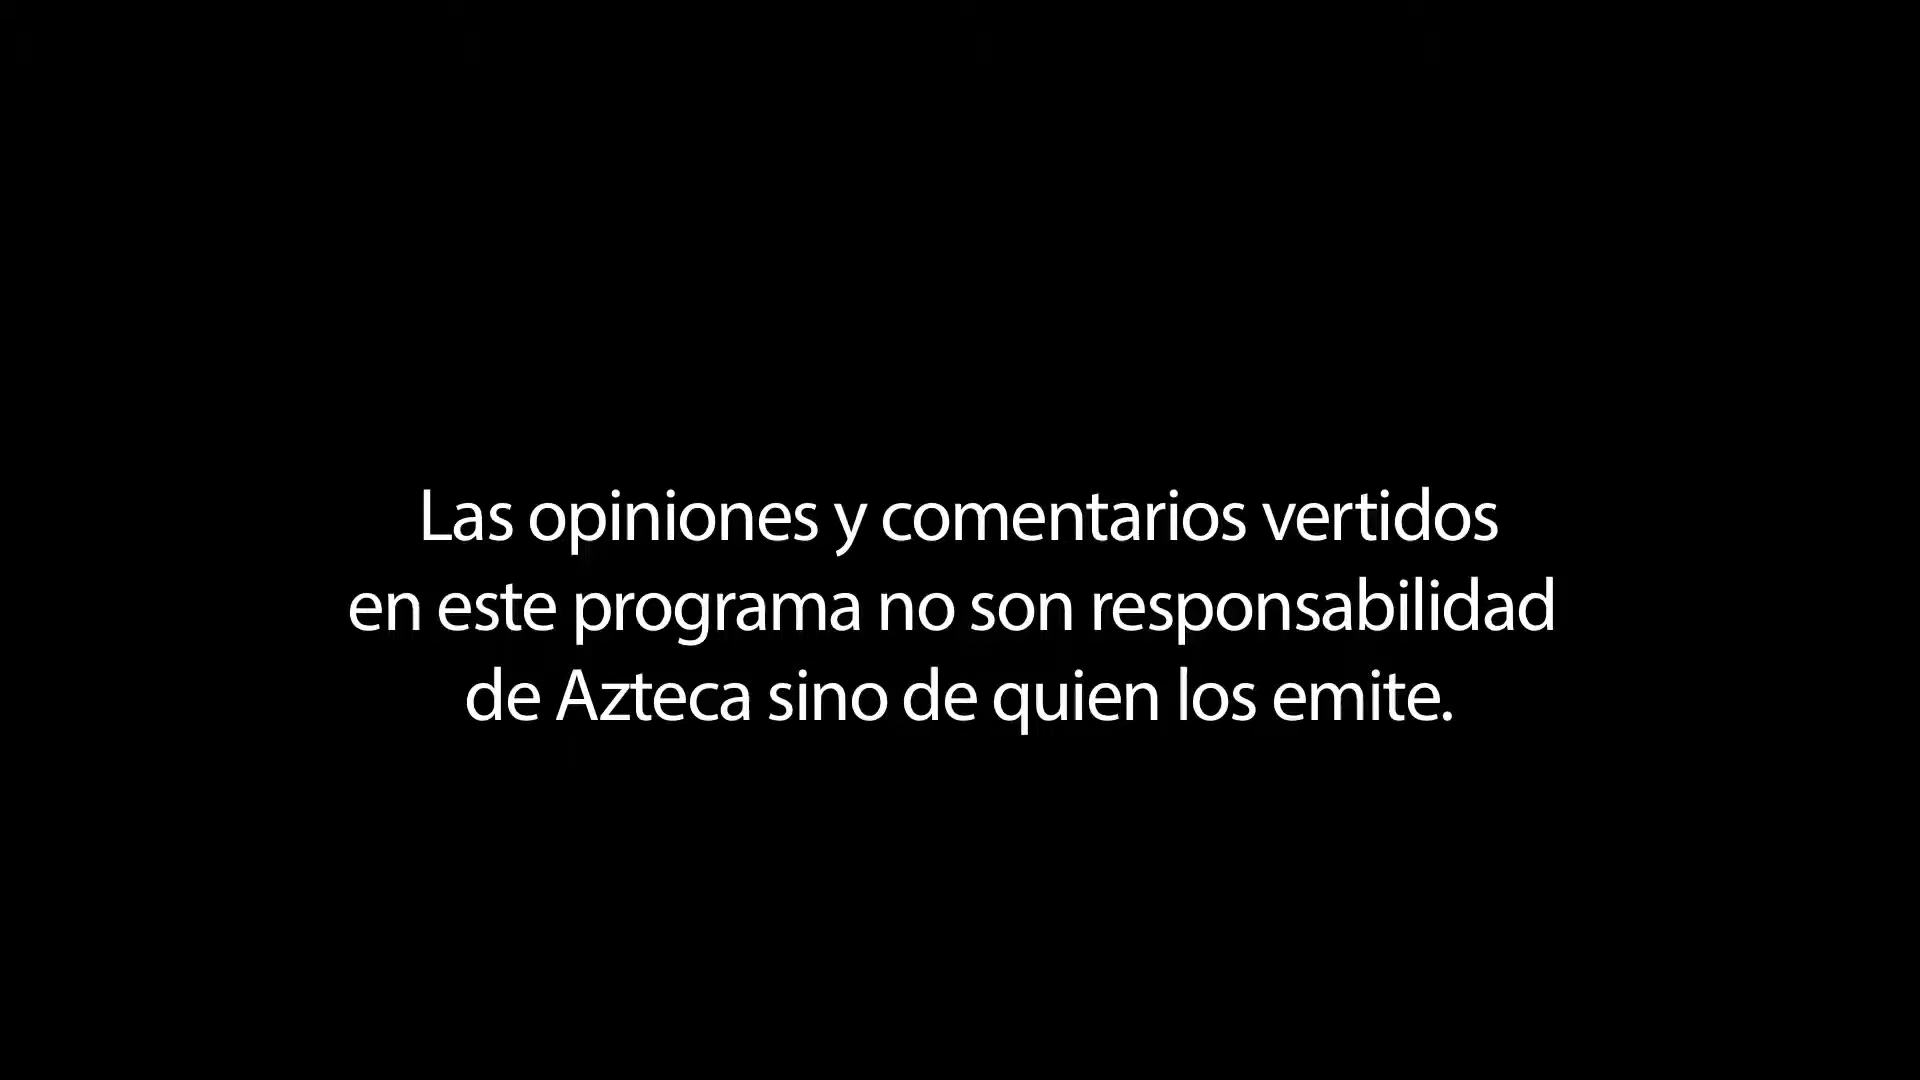 Las opiniones y comentarios vertidos
en este programa no son responsabilidad
de Azteca sino de quien los emite.